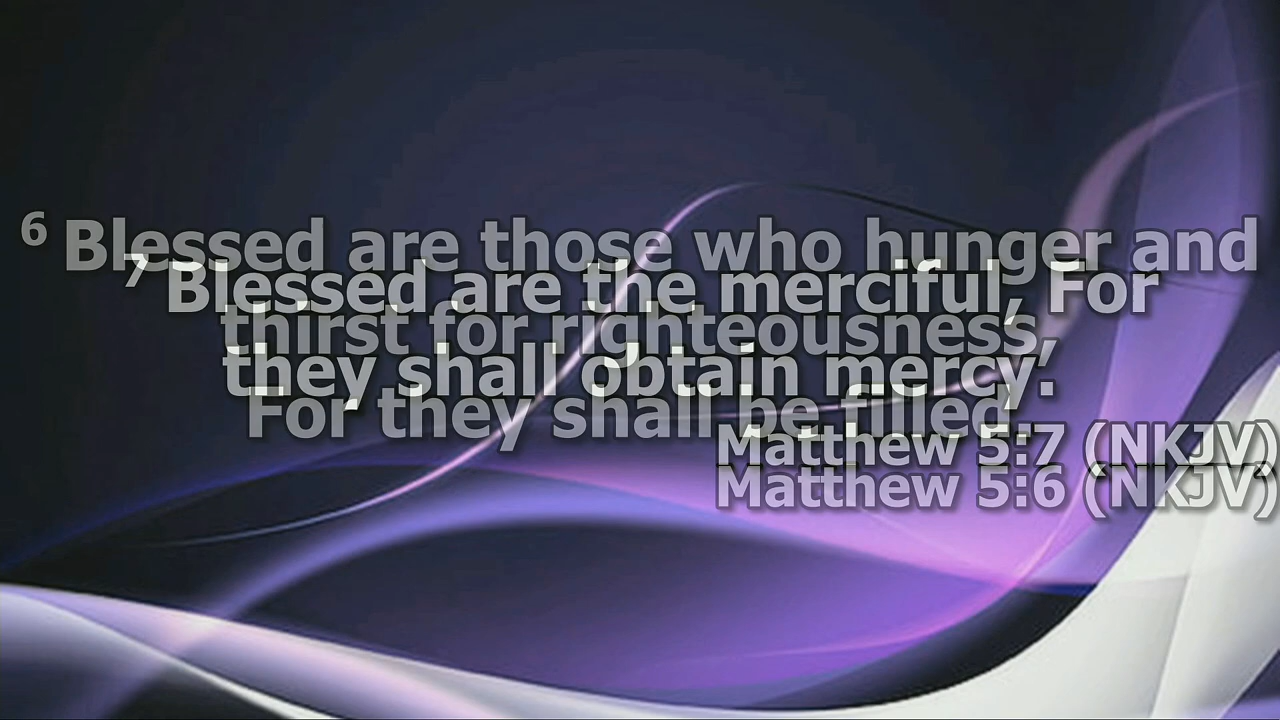 6 Blessed are those who hunger and
thirst for righteousness,
For they shall be filled.
Matthew 5:6 (NKJV)
7 Blessed are the merciful, For
they shall obtain mercy.
Matthew 5:7 (NKJV)